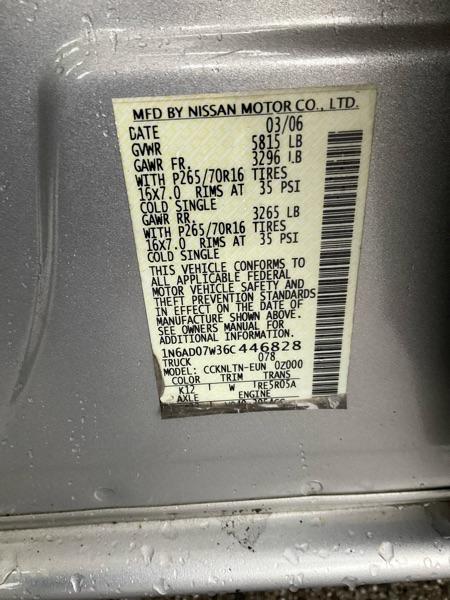 MFD BY NISSAN MOTOR CO., LTD.
DATE 03/06
GVWR 5815 LB
GAWR FR. 3296 LB
WITH P265/70R16 TIRES
16X7.0 RIMS AT 35 PSI
COLD SINGLE
GAWR RR. 3265 LB
WITH P265/70R16 TIRES
16X7.0 RIMS AT 35 PSI
COLD SINGLE
THIS VEHICLE CONFORMS TO
ALL APPLICABLE FEDERAL
MOTOR VEHICLE SAFETY AND
THEFT PREVENTION STANDARDS
IN EFFECT ON THE DATE OF
MANUFACTURE SHOWN ABOVE.
SEE OWNERS MANUAL FOR
ADDITIONAL INFORMATION.
1N6AD07W36C446828
TRUCK 078
MODEL: CCKNLTN-EUN 0Z000
COLOR TRIM TRANS
K12 W RE5R05A
AXLE ENGINE